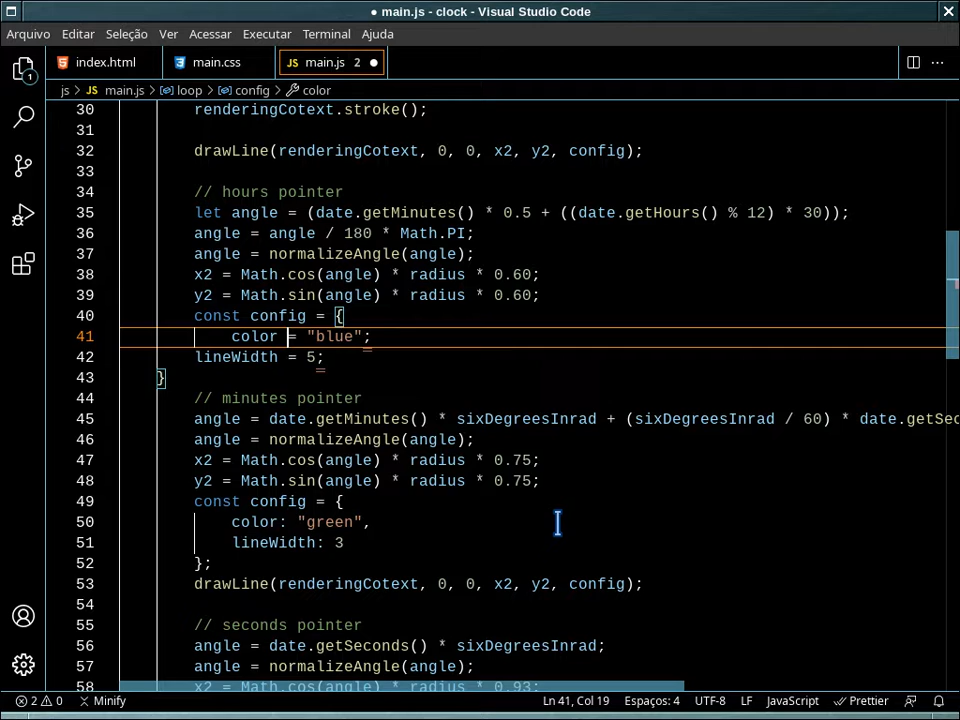 ● main.js - clock - Visual Studio Code
Arquivo Editar Seleção Ver Acessar Executar Terminal Ajuda
1
index.html main.css JS main.js 2 ●
js > JS main.js > loop > config > color
30 renderingCotext.stroke();
31
32 drawLine(renderingCotext, 0, 0, x2, y2, config);
33
34 // hours pointer
35 let angle = (date.getMinutes() * 0.5 + ((date.getHours() % 12) * 30));
36 angle = angle / 180 * Math.PI;
37 angle = normalizeAngle(angle);
38 x2 = Math.cos(angle) * radius * 0.60;
39 y2 = Math.sin(angle) * radius * 0.60;
40 const config = {
41 color = "blue";
42 lineWidth = 5;
43 }
44 // minutes pointer
45 angle = date.getMinutes() * sixDegreesInrad + (sixDegreesInrad / 60) * date.getSec
46 angle = normalizeAngle(angle);
47 x2 = Math.cos(angle) * radius * 0.75;
48 y2 = Math.sin(angle) * radius * 0.75;
49 const config = {
50 color: "green",
51 lineWidth: 3
52 };
53 drawLine(renderingCotext, 0, 0, x2, y2, config);
54
55 // seconds pointer
56 angle = date.getSeconds() * sixDegreesInrad;
57 angle = normalizeAngle(angle);
58 x2 = Math.cos(angle) * radius * 0.93;
2 0 Minify Ln 41, Col 19 Espaços: 4 UTF-8 LF JavaScript Prettier